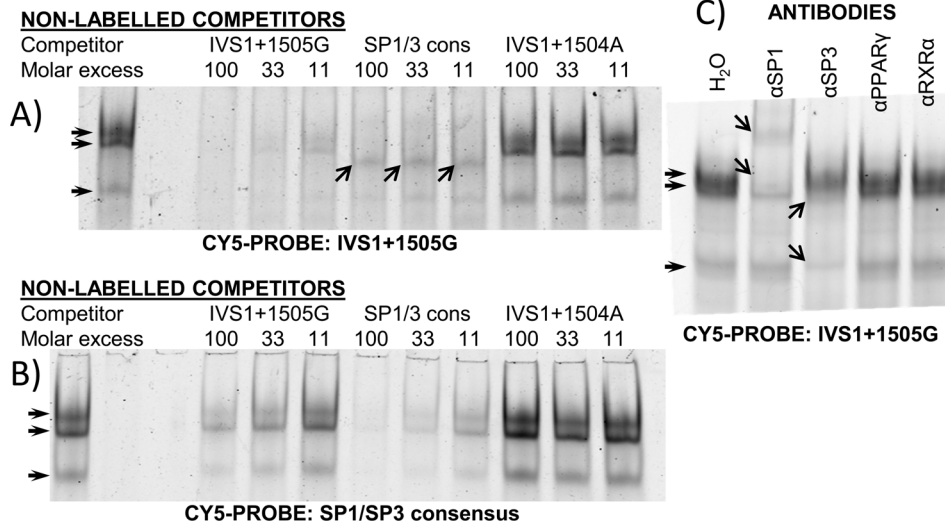 A)
NON-LABELLED COMPETITORS
Competitor IVS1+1505G SP1/3 cons IVS1+1504A
Molar excess 100 33 11 100 33 11 100 33 11
CY5-PROBE: IVS1+1505G
B)
NON-LABELLED COMPETITORS
Competitor IVS1+1505G SP1/3 cons IVS1+1504A
Molar excess 100 33 11 100 33 11 100 33 11
CY5-PROBE: SP1/SP3 consensus
C)
ANTIBODIES
H₂O αSP1 αSP3 αPPARγ αRXRα
CY5-PROBE: IVS1+1505G